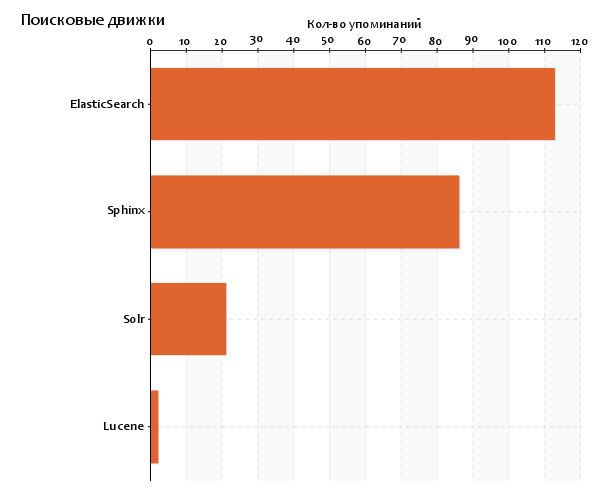 Поисковые движки
Кол-во упоминаний
0 10 20 30 40 50 60 70 80 90 100 110 120
ElasticSearch
Sphinx
Solr
Lucene